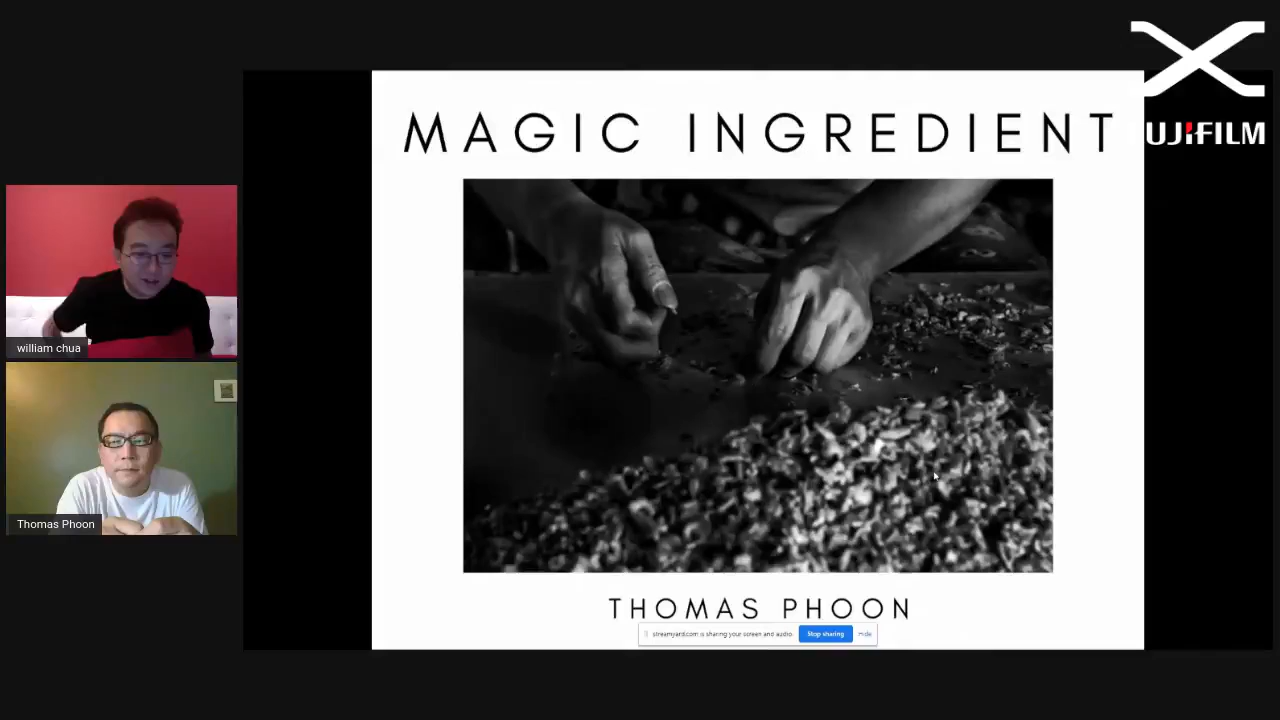 MAGIC INGREDIENT
UJIFILM
william chua
Thomas Phoon
THOMAS PHOON
streamyard.com is sharing your screen and audio.
Stop sharing
Hide